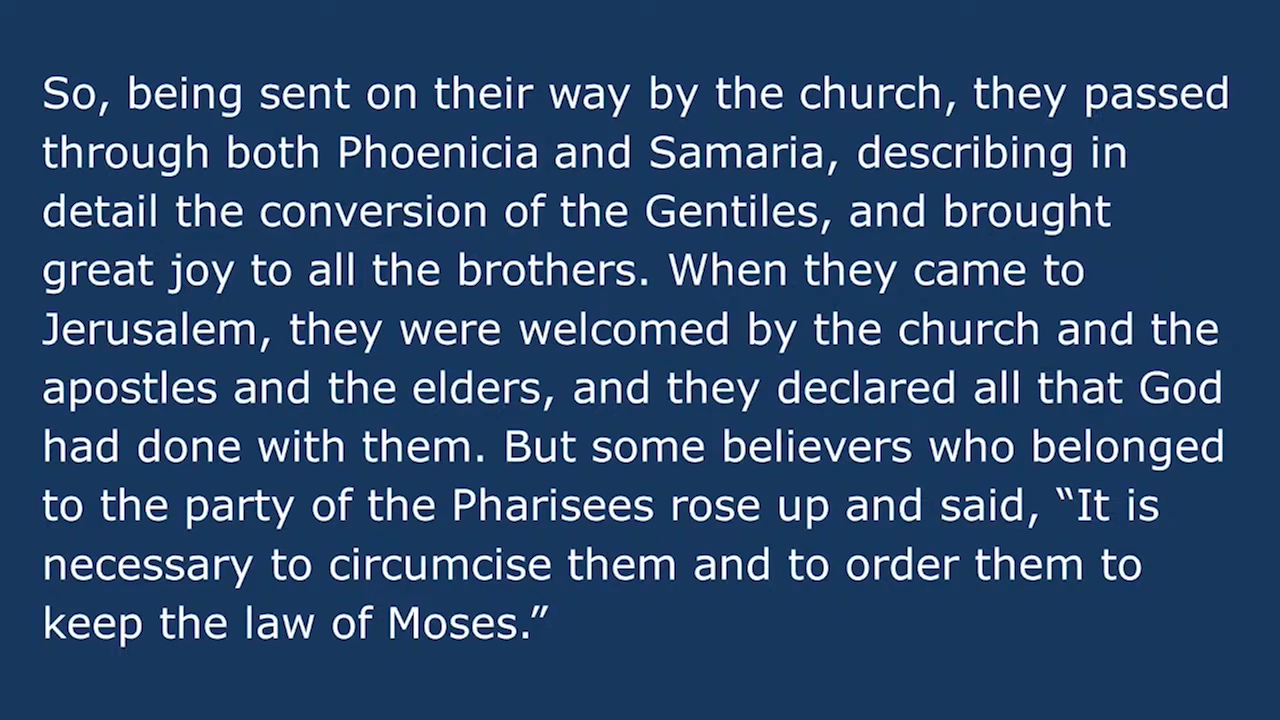 So, being sent on their way by the church, they passed
through both Phoenicia and Samaria, describing in
detail the conversion of the Gentiles, and brought
great joy to all the brothers. When they came to
Jerusalem, they were welcomed by the church and the
apostles and the elders, and they declared all that God
had done with them. But some believers who belonged
to the party of the Pharisees rose up and said, “It is
necessary to circumcise them and to order them to
keep the law of Moses.”